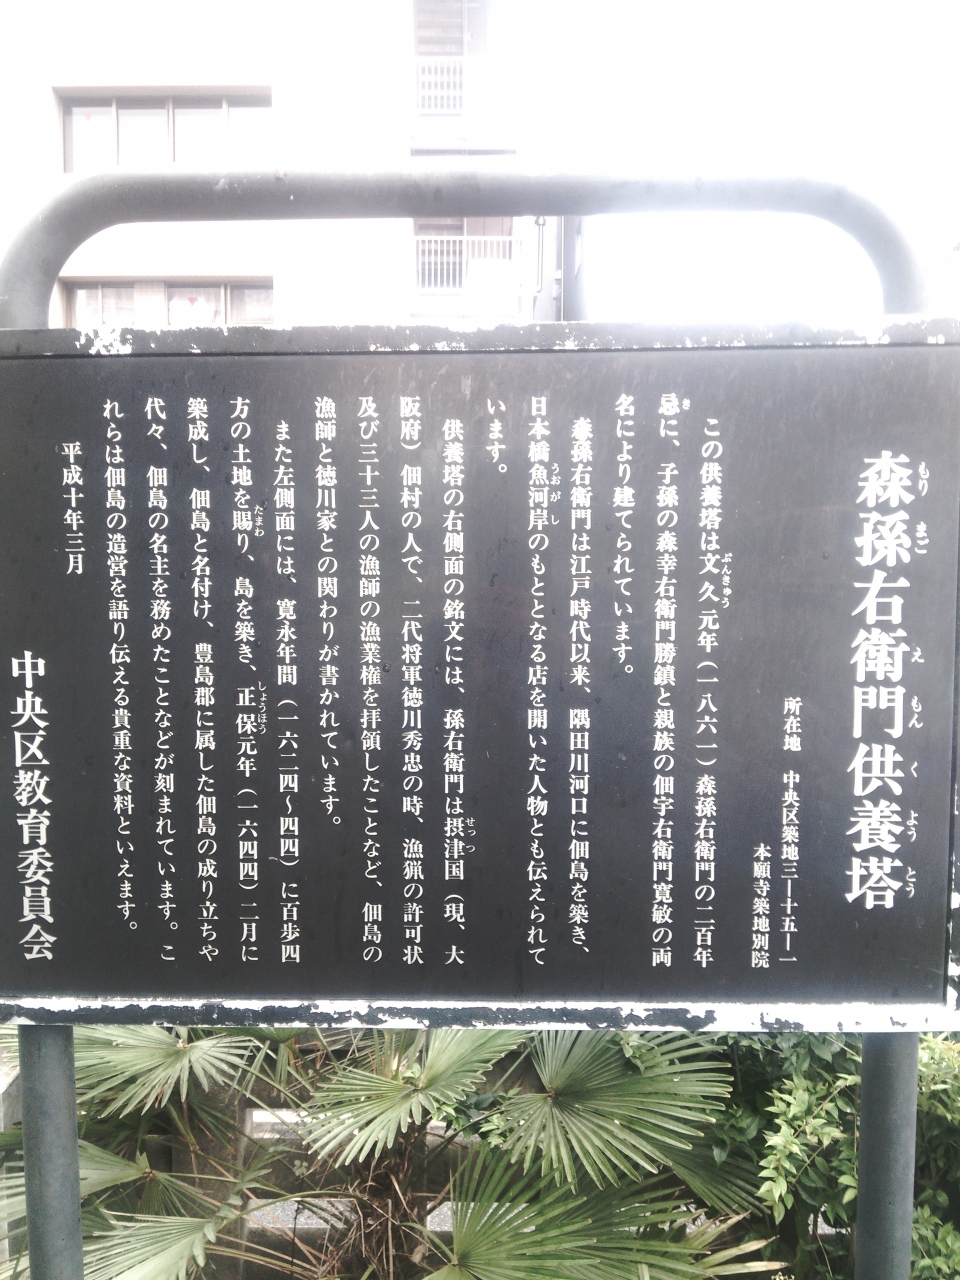 森孫右衛門供養塔
所在地　中央区築地三―十五―一
本願寺築地別院
この供養塔は文久元年（一八六一）森孫右衛門の二百年
忌に、子孫の森幸右衛門勝鎮と親族の佃宇右衛門寛敏の両
名により建てられています。
森孫右衛門は江戸時代以来、隅田川河口に佃島を築き、
日本橋魚河岸のもととなる店を開いた人物とも伝えられて
います。
供養塔の右側面の銘文には、孫右衛門は摂津国（現、大
阪府）佃村の人で、二代将軍徳川秀忠の時、漁猟の許可状
及び三十三人の漁師の漁業権を拝領したことなど、佃島の
漁師と徳川家との関わりが書かれています。
また左側面には、寛永年間（一六二四～四四）に百歩四
方の土地を賜り、島を築き、正保元年（一六四四）二月に
築成し、佃島と名付け、豊島郡に属した佃島の成り立ちや
代々、佃島の名主を務めたことなどが刻まれています。こ
れらは佃島の造営を語り伝える貴重な資料といえます。
平成十年三月
中央区教育委員会